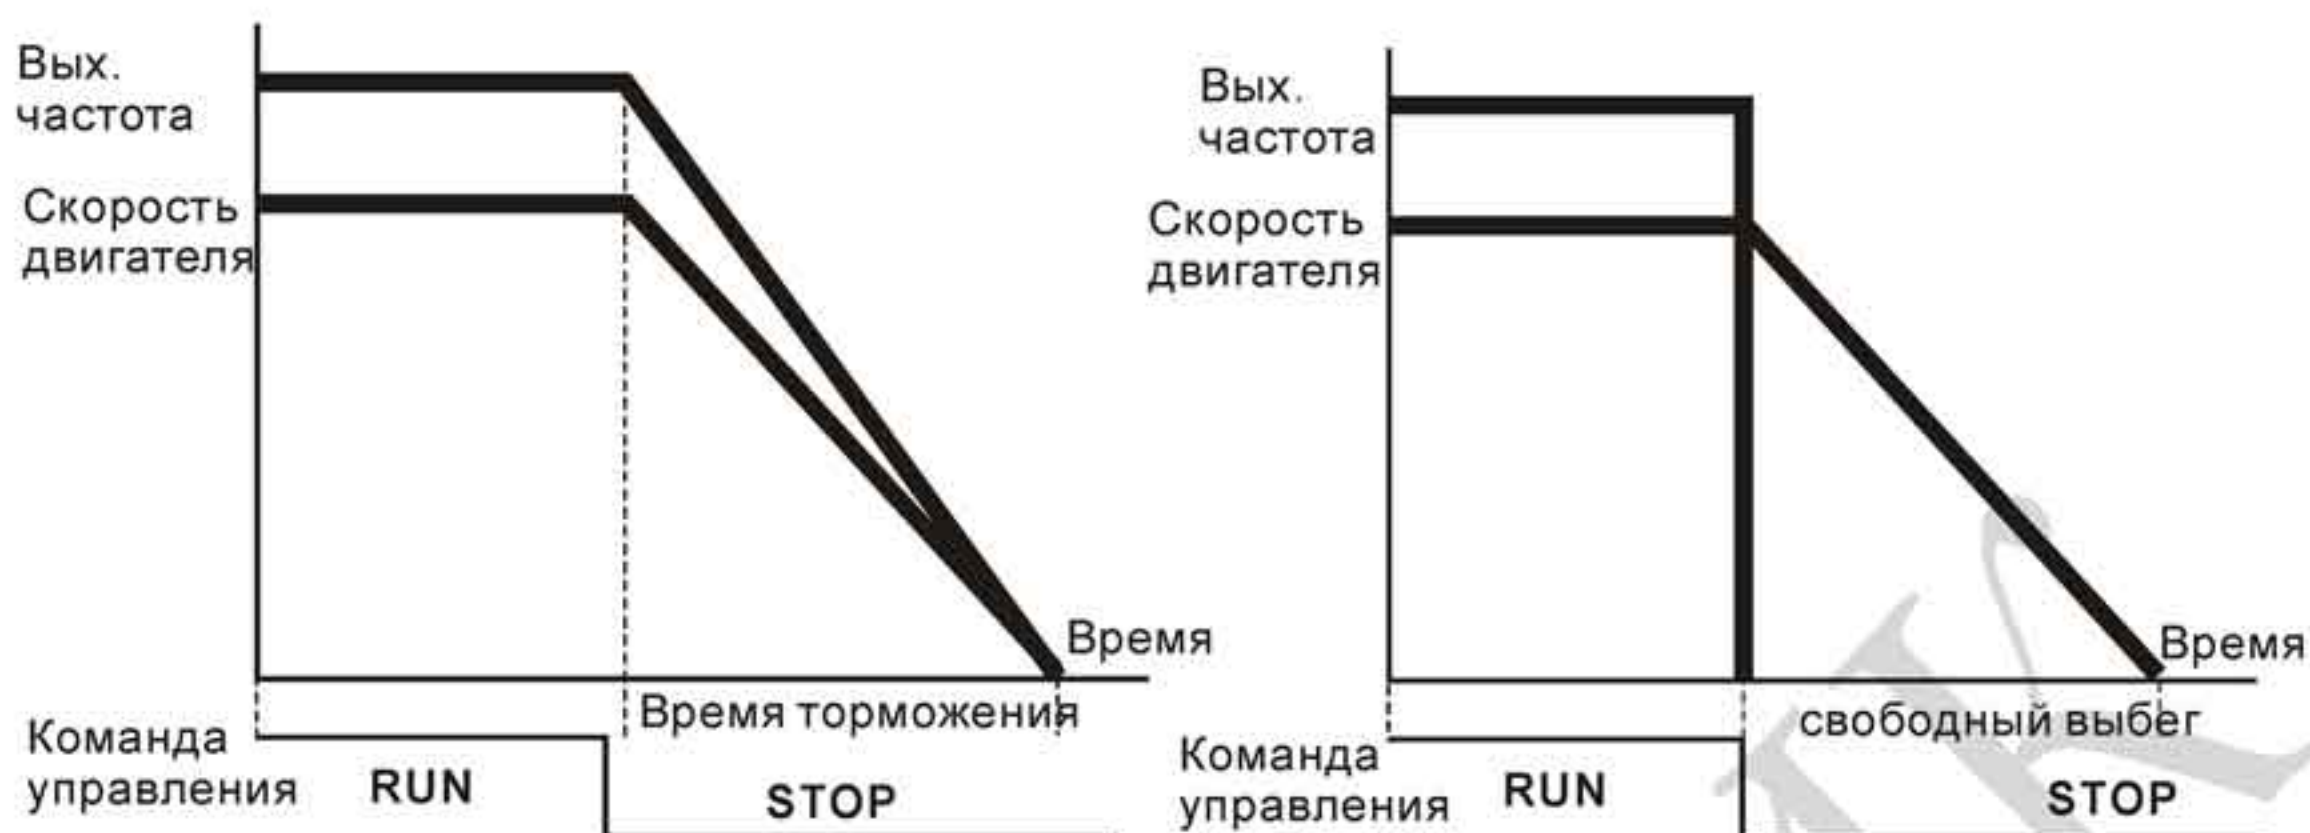 Вых.
частота
Скорость
двигателя
Время
Время торможения
Команда
управления
RUN
STOP
Вых.
частота
Скорость
двигателя
Время
свободный выбег
Команда
управления
RUN
STOP